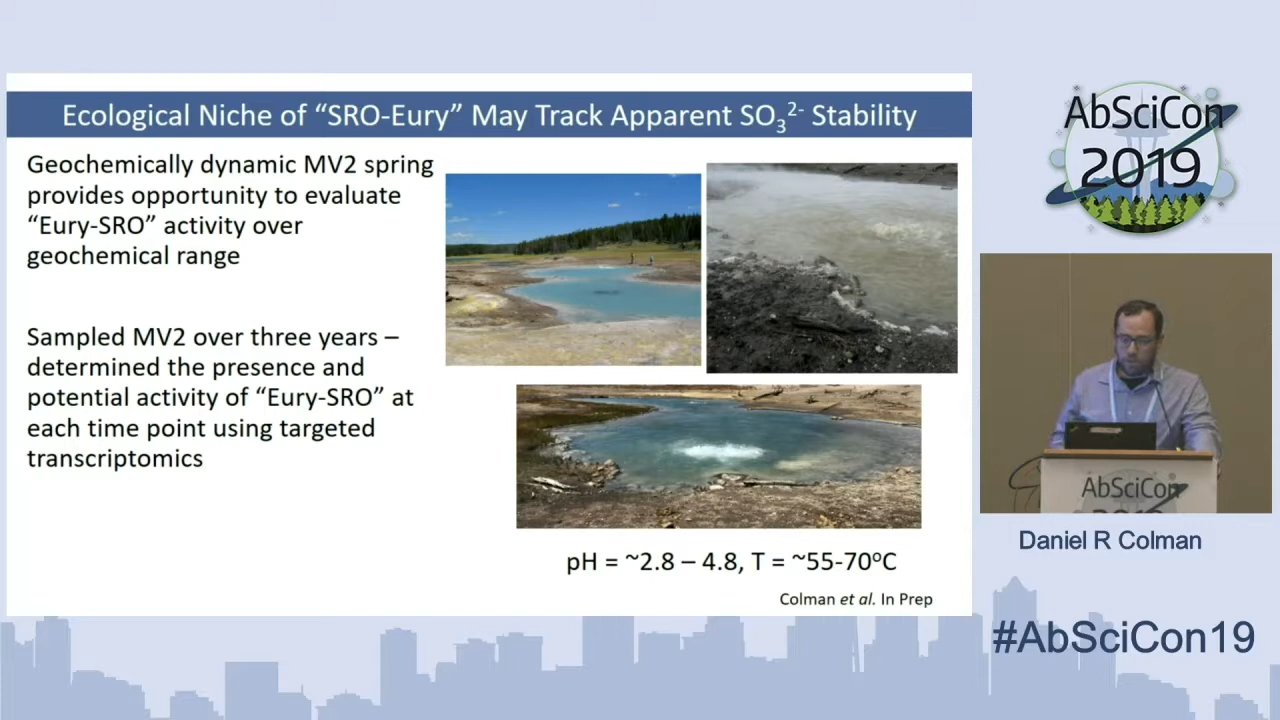 Ecological Niche of “SRO-Eury” May Track Apparent SO₃²⁻ Stability
Geochemically dynamic MV2 spring
provides opportunity to evaluate
“Eury-SRO” activity over
geochemical range
Sampled MV2 over three years –
determined the presence and
potential activity of “Eury-SRO” at
each time point using targeted
transcriptomics
pH = ~2.8 – 4.8, T = ~55-70ºC
Colman et al. In Prep
AbSciCon
2019
AbSciCon
Daniel R Colman
#AbSciCon19